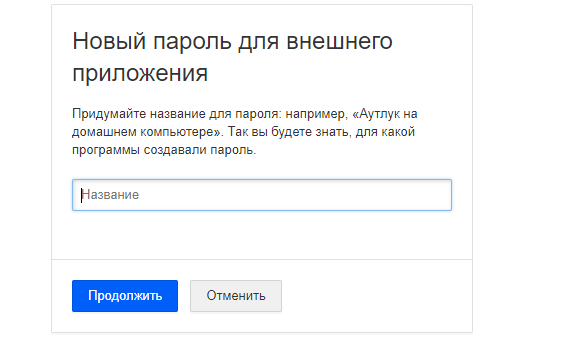 Новый пароль для внешнего
приложения
Придумайте название для пароля: например, «Аутлук на
домашнем компьютере». Так вы будете знать, для какой
программы создавали пароль.
Название
Продолжить Отменить